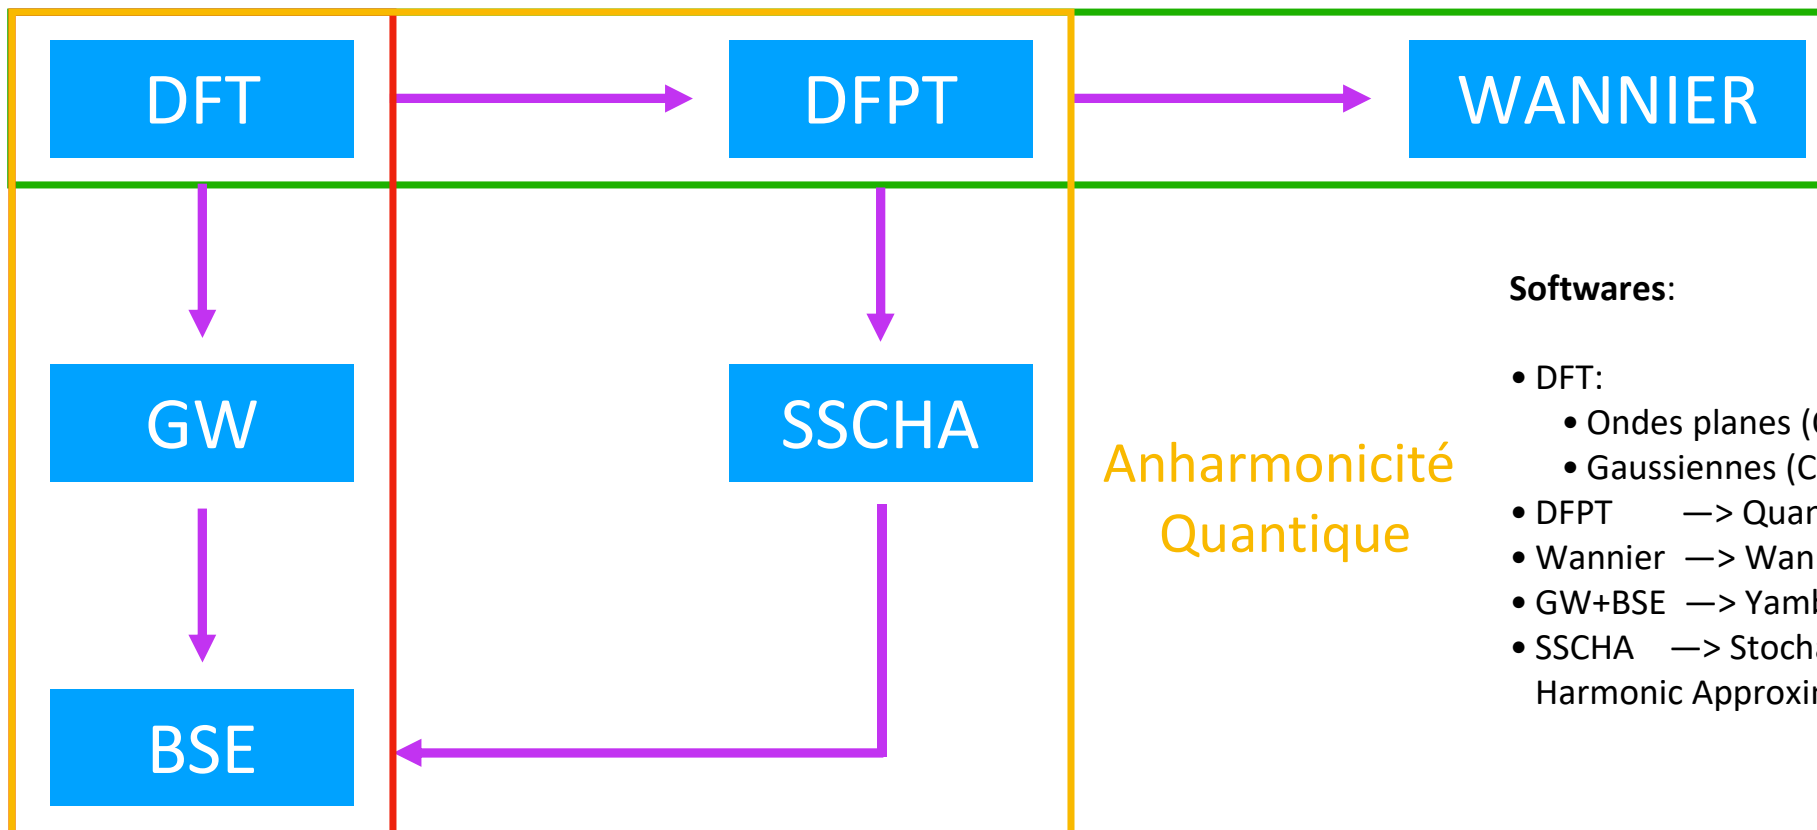 DFT
DFPT
WANNIER
GW
SSCHA
BSE
Anharmonicité
Quantique
Softwares:
• DFT:
• Ondes planes (
• Gaussiennes (C
• DFPT —>
• Wannier —>
• GW+BSE —>
• SSCHA —>
Harmonic